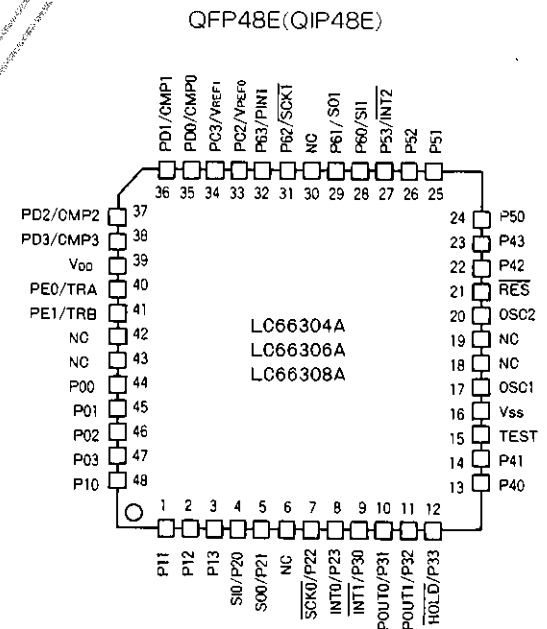 QFP48E(QIP48E)
PD1/CMP1
PD0/CMP0
PC3/VREF1
PC2/VREF0
P63/PIN1
P62/SCK1
NC
P61/SO1
P60/SI1
P53/INT2
P52
P51
36 35 34 33 32 31 30 29 28 27 26 25
PD2/CMP2 37
PD3/CMP3 38
VDD 39
PE0/TRA 40
PE1/TRB 41
NC 42
NC 43
P00 44
P01 45
P02 46
P03 47
P10 48
LC66304A
LC66306A
LC66308A
24 P50
23 P43
22 P42
21 RES
20 OSC2
19 NC
18 NC
17 OSC1
16 Vss
15 TEST
14 P41
13 P40
1 2 3 4 5 6 7 8 9 10 11 12
P11
P12
P13
SI0/P20
SO0/P21
NC
SCK0/P22
INT0/P23
INT1/P30
POUT0/P31
POUT1/P32
HOLD/P33